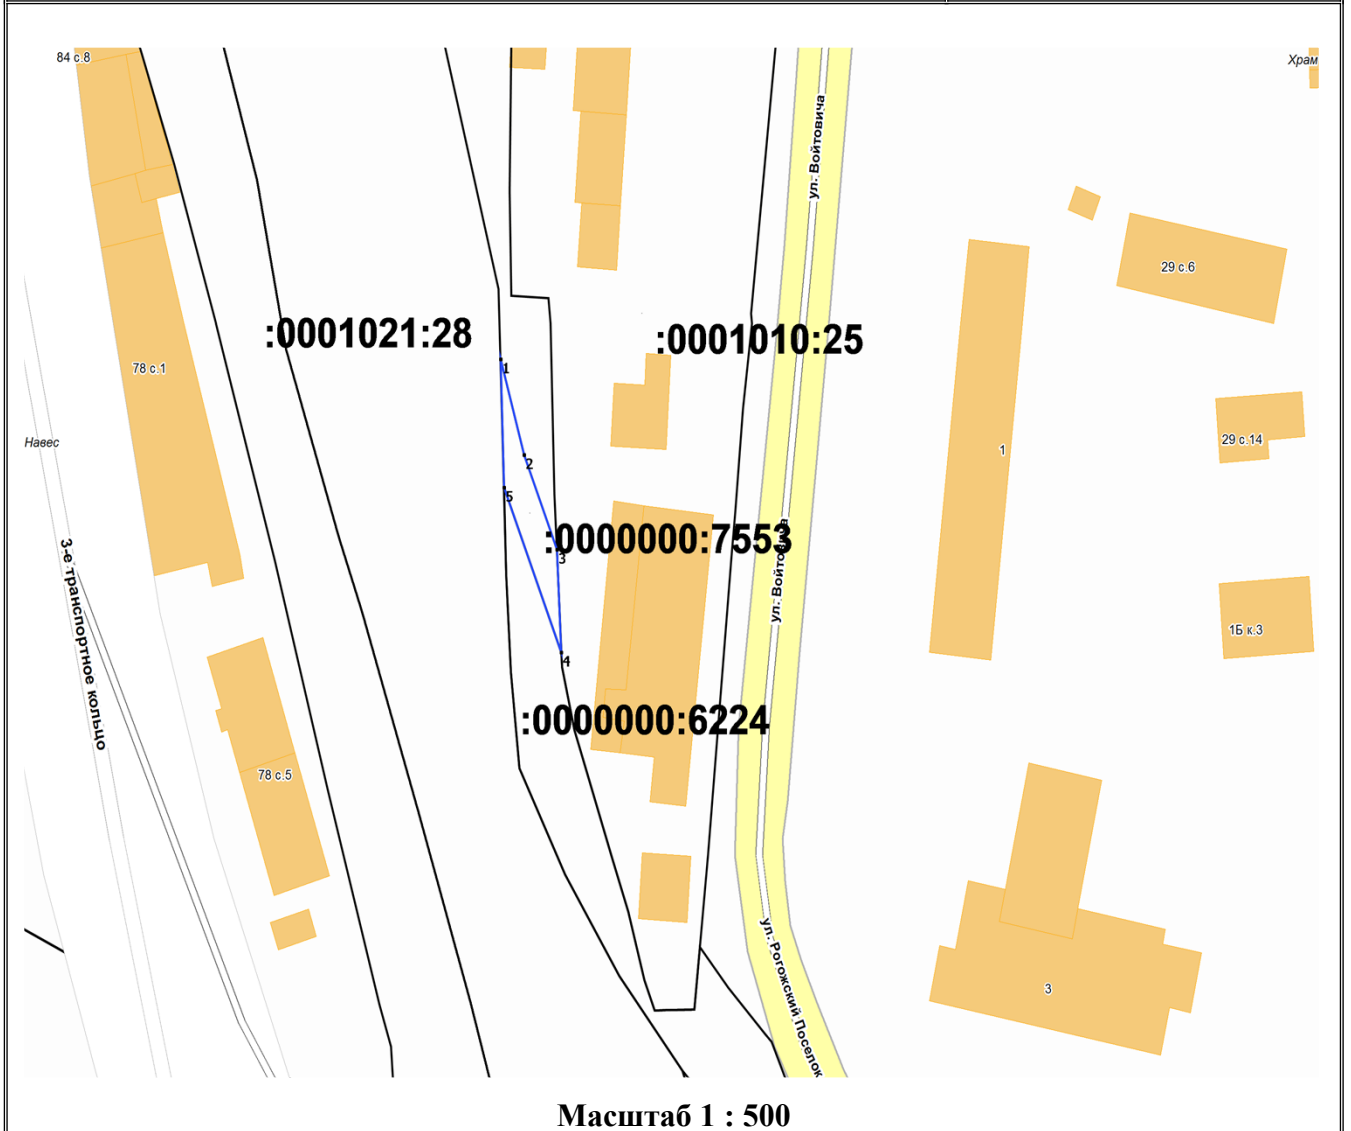 84 с.8
Храм
ул. Войтовича
29 с.6
:0001021:28
:0001010:25
78 с.1
1
2
5
Навес
29 с.14
1
:0000000:7553
3
ул. Войтовича
3-е транспортное кольцо
1Б к.3
4
:0000000:6224
78 с.5
ул. Рогожский Поселок
3
Масштаб 1 : 500